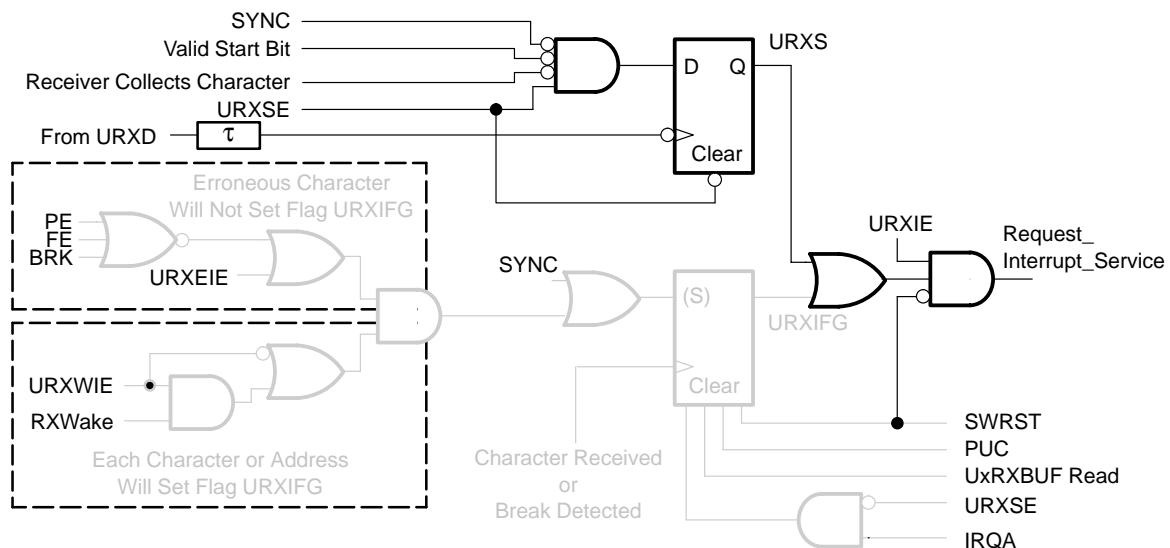 SYNC
Valid Start Bit
Receiver Collects Character
URXSE
From URXD
τ
URXS
D Q
Clear
Erroneous Character
Will Not Set Flag URXIFG
PE
FE
BRK
URXEIE
SYNC
(S)
URXIFG
Clear
URXIE
Request_
Interrupt_Service
URXWIE
RXWake
Each Character or Address
Will Set Flag URXIFG
Character Received
or
Break Detected
SWRST
PUC
UxRXBUF Read
URXSE
IRQA